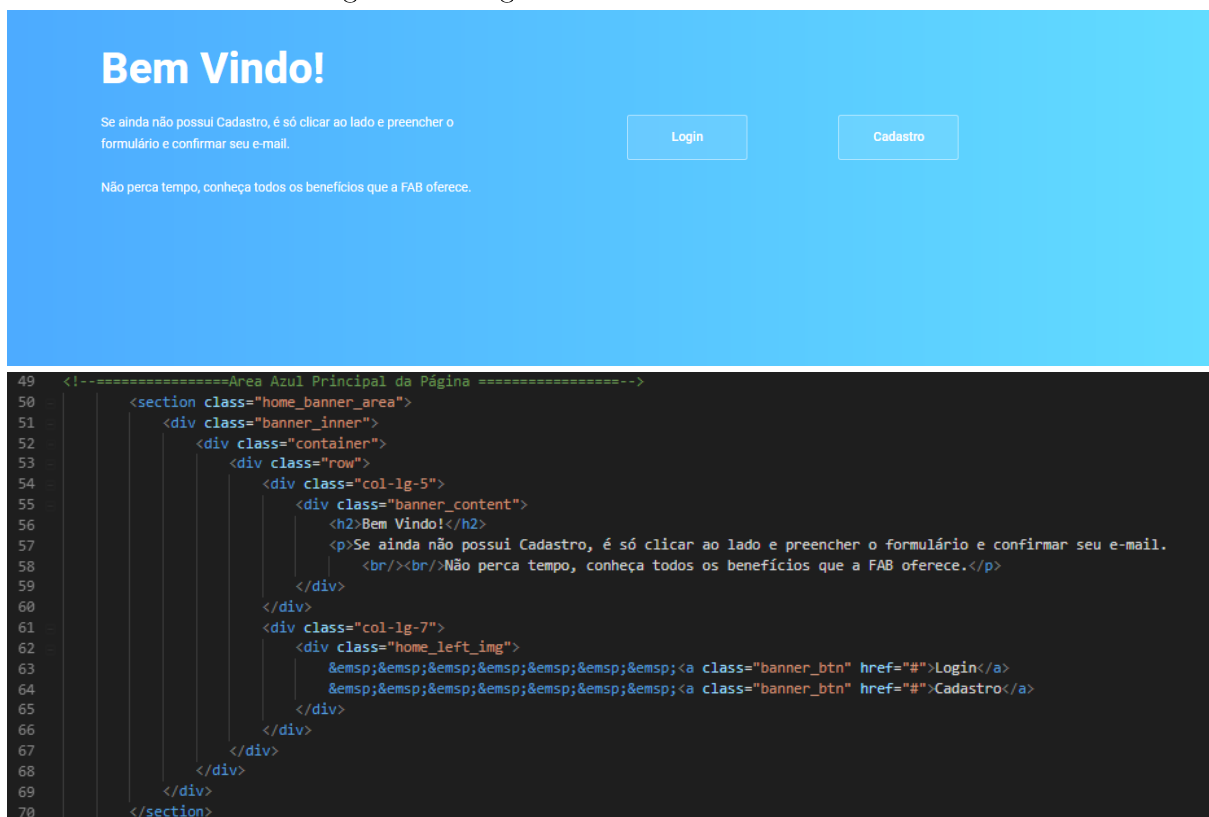 Bem Vindo!
Se ainda não possui Cadastro, é só clicar ao lado e preencher o
formulário e confirmar seu e-mail.
Não perca tempo, conheça todos os benefícios que a FAB oferece.
Login
Cadastro
49 <!--================Area Azul Principal da Página =================-->
50 <section class="home_banner_area">
51 <div class="banner_inner">
52 <div class="container">
53 <div class="row">
54 <div class="col-lg-5">
55 <div class="banner_content">
56 <h2>Bem Vindo!</h2>
57 <p>Se ainda não possui Cadastro, é só clicar ao lado e preencher o formulário e confirmar seu e-mail.
58 <br/><br/>Não perca tempo, conheça todos os benefícios que a FAB oferece.</p>
59 </div>
60 </div>
61 <div class="col-lg-7">
62 <div class="home_left_img">
63 &emsp;&emsp;&emsp;&emsp;&emsp;&emsp;&emsp;<a class="banner_btn" href="#">Login</a>
64 &emsp;&emsp;&emsp;&emsp;&emsp;&emsp;&emsp;<a class="banner_btn" href="#">Cadastro</a>
65 </div>
66 </div>
67 </div>
68 </div>
69 </div>
70 </section>